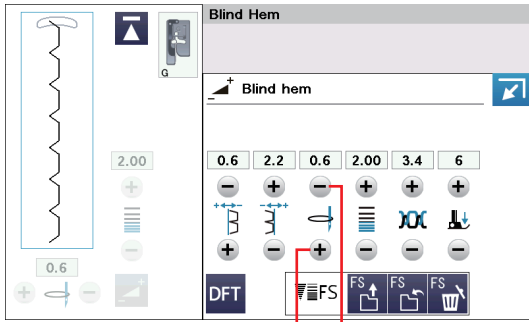 Blind Hem
G
Blind hem
2.00
0.6
0.6 2.2 0.6 2.00 3.4 6
DFT
FS
FS
FS
FS